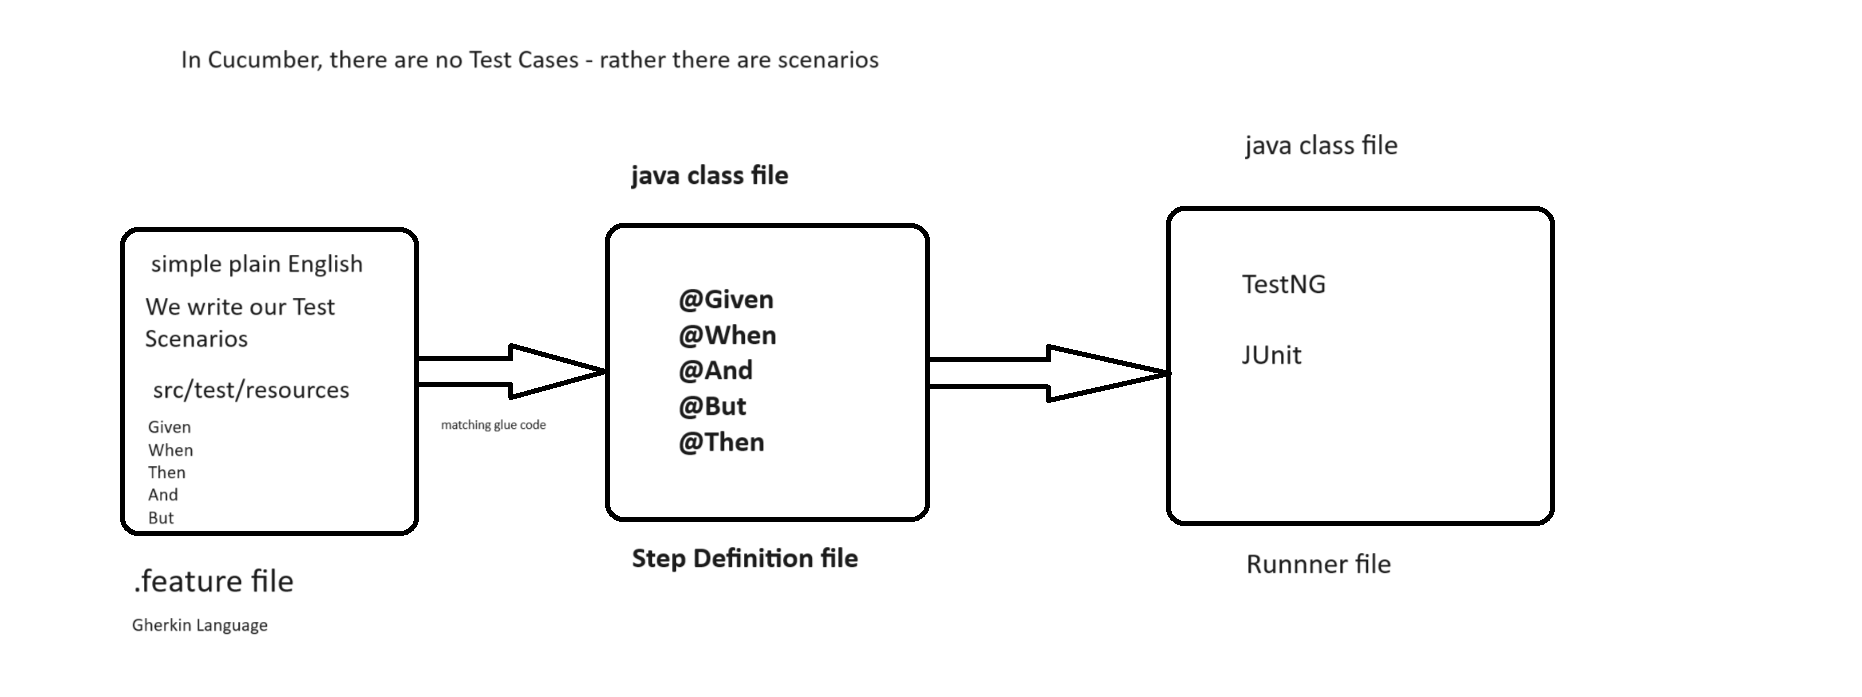 In Cucumber, there are no Test Cases - rather there are scenarios
simple plain English
We write our Test
Scenarios
src/test/resources
Given
When
Then
And
But
.feature file
Gherkin Language
matching glue code
java class file
@Given
@When
@And
@But
@Then
Step Definition file
java class file
TestNG
JUnit
Runnner file